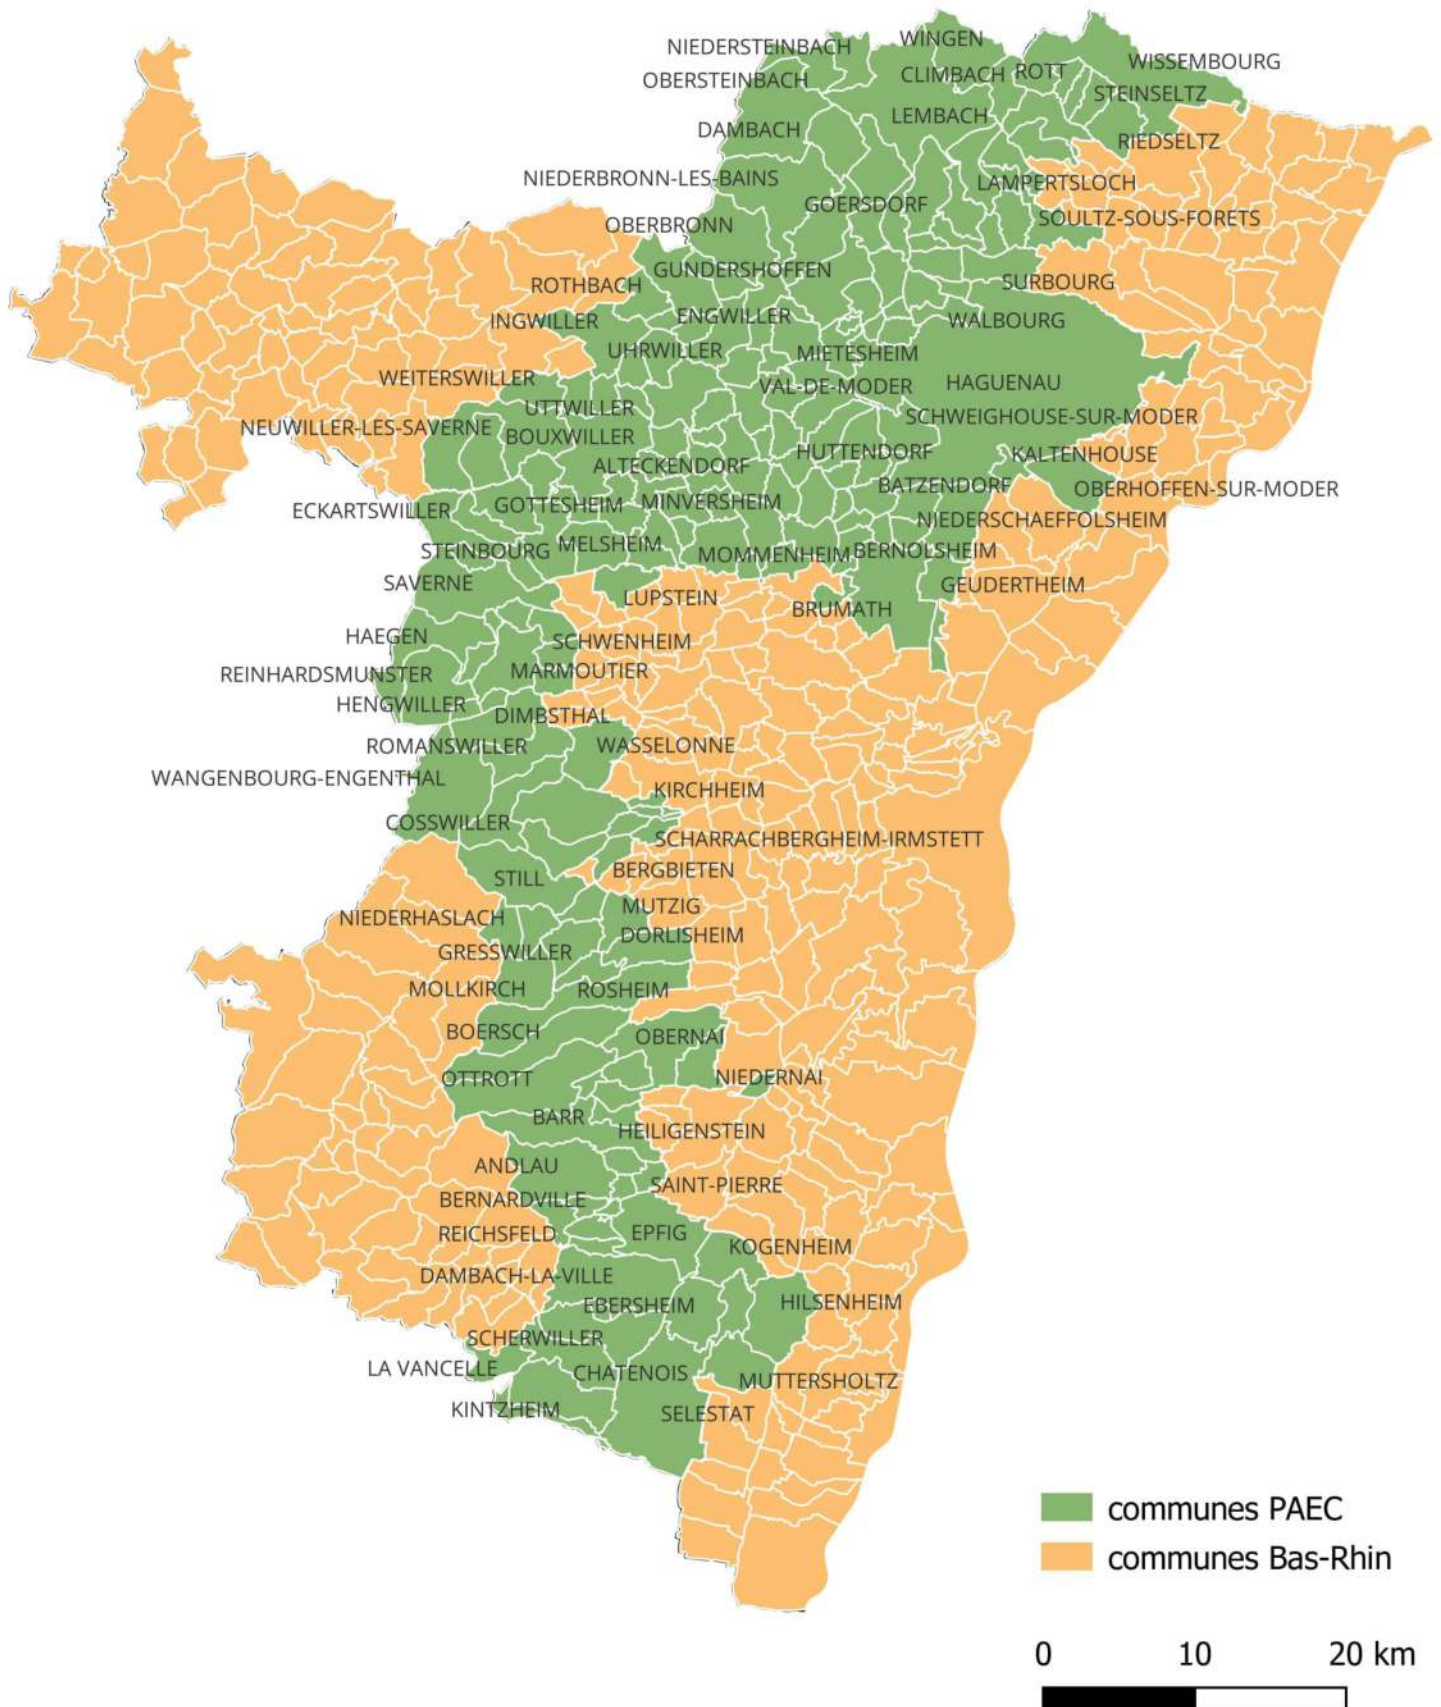 WINGEN
NIEDERSTEINBACH
WISSEMBOURG
CLIMBACH
ROTT
OBERSTEINBACH
STEINSELTZ
LEMBACH
DAMBACH
RIEDSELTZ
NIEDERBRONN-LES-BAINS
LAMPERTSLOCH
GOERSDORF
SOULTZ-SOUS-FORETS
OBERBRONN
GUNDERSHOFFEN
SURBOURG
ROTHBACH
ENGWILLER
INGWILLER
WALBOURG
UHRWILLER
MIETESHEIM
WEITERSWILLER
VAL-DE-MODER
HAGUENAU
UTTWILLER
SCHWEIGHOUSE-SUR-MODER
NEUWILLER-LES-SAVERNE
BOUXWILLER
HUTTENDORF
KALTENHOUSE
ALTECKENDORF
BATZENDORF
OBERHOFFEN-SUR-MODER
ECKARTSWILLER
GOTTESHEIM
MINVERSHEIM
NIEDERSCHAEFFOLSHEIM
STEINBOURG
MELSHEIM
MOMMENHEIM
BERNOLSHEIM
SAVERNE
GEUDERTHEIM
LUPSTEIN
BRUMATH
HAEGEN
SCHWENHEIM
REINHARDSMUNSTER
MARMOUTIER
HENGWILLER
DIMBSTHAL
ROMANSWILLER
WASSELONNE
WANGENBOURG-ENGENTHAL
KIRCHHEIM
COSSWILLER
SCHARRACHBERGHEIM-IRMSTETT
STILL
BERGBIETEN
MUTZIG
NIEDERHASLACH
DORLISHEIM
GRESSWILLER
MOLLKIRCH
ROSHEIM
BOERSCH
OBERNAI
OTTROTT
NIEDERNAI
BARR
HEILIGENSTEIN
ANDLAU
SAINT-PIERRE
BERNARDVILLE
REICHSFELD
EPFIG
KOGENHEIM
DAMBACH-LA-VILLE
EBERSHEIM
HILSENHEIM
SCHERWILLER
LA VANCELLE
CHATENOIS
MUTTERSHOLTZ
KINTZHEIM
SELESTAT
communes PAEC
communes Bas-Rhin
0 10 20 km